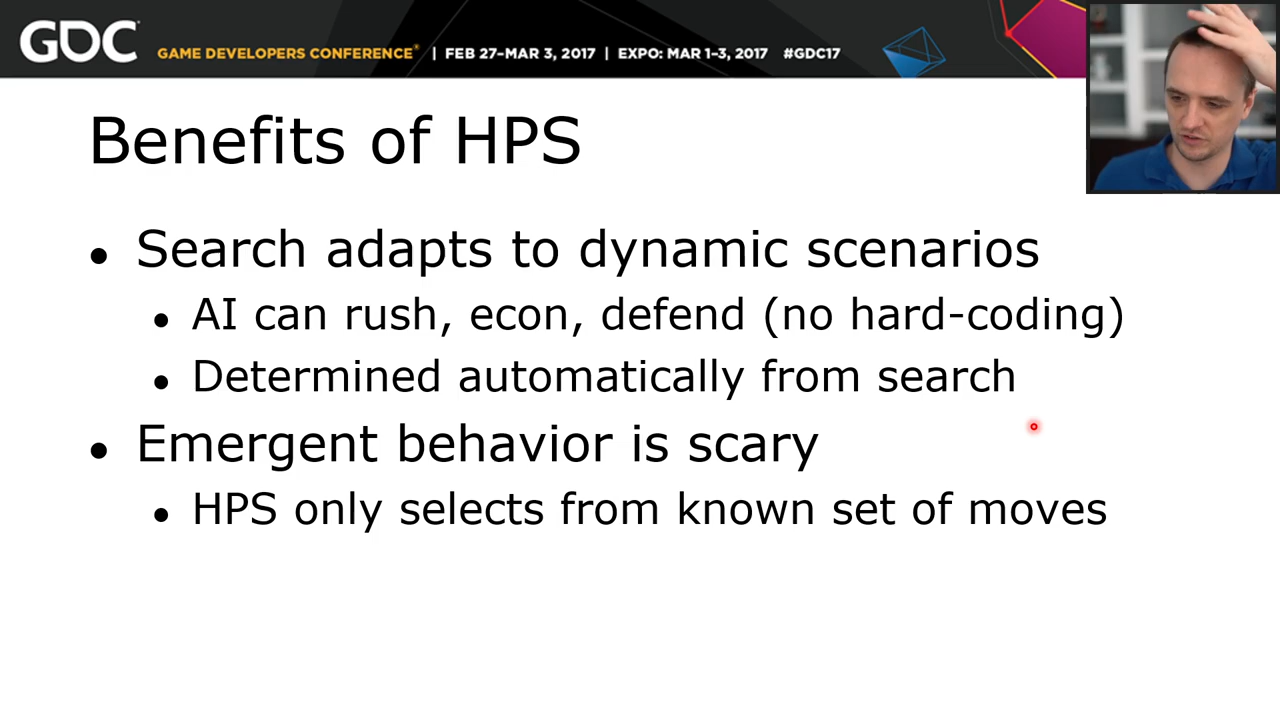 GDC GAME DEVELOPERS CONFERENCE® | FEB 27–MAR 3, 2017 | EXPO: MAR 1–3, 2017 #GDC17
Benefits of HPS
• Search adapts to dynamic scenarios
• AI can rush, econ, defend (no hard-coding)
• Determined automatically from search
• Emergent behavior is scary
• HPS only selects from known set of moves